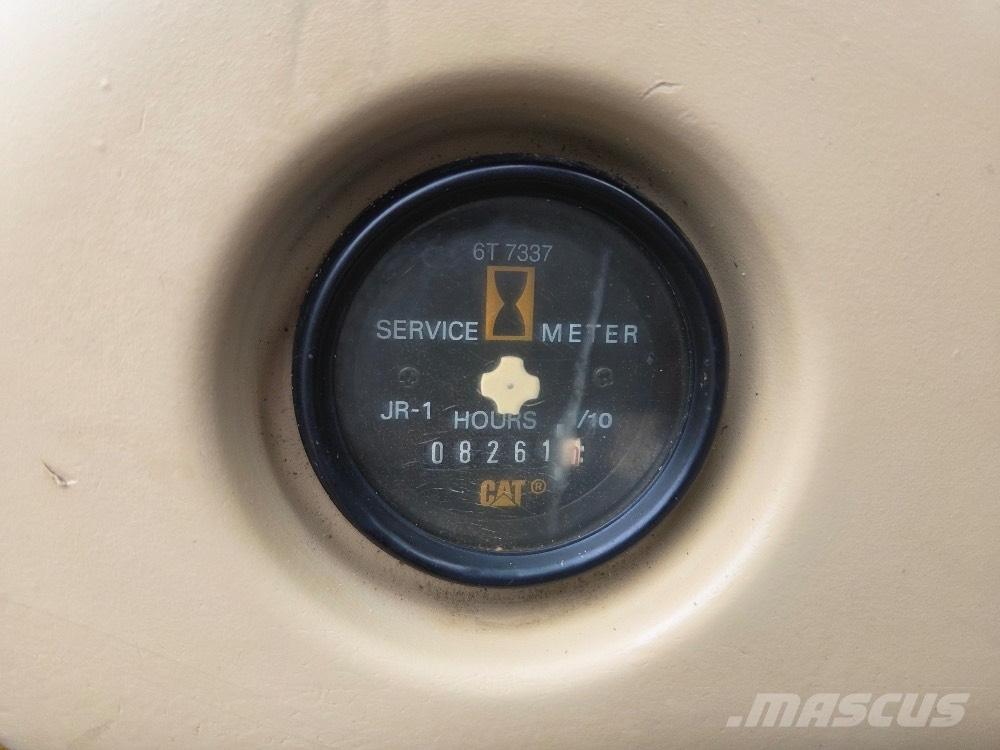 6T 7337
SERVICE METER
JR-1 HOURS /10
08261
CAT®
.MASCUS